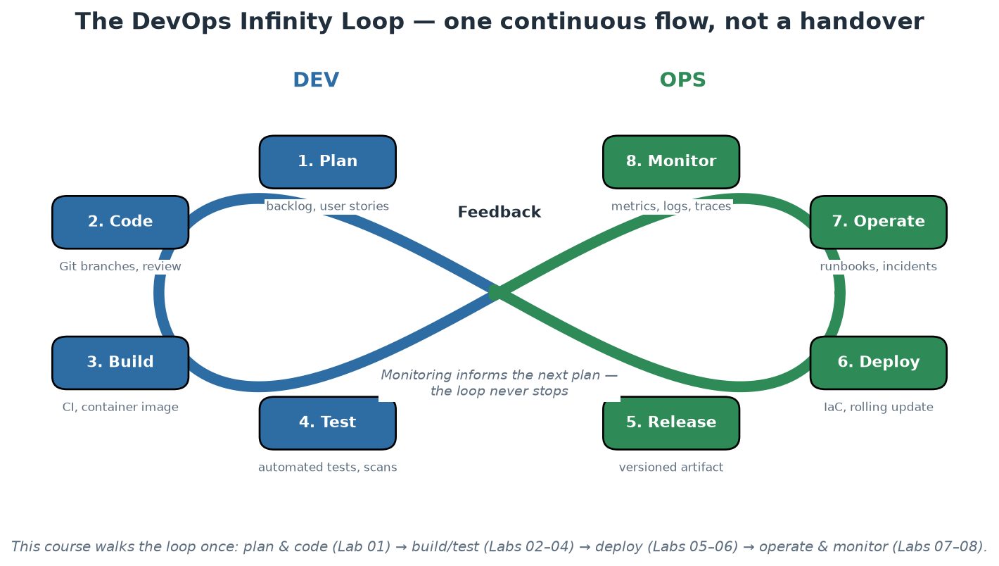 The DevOps Infinity Loop — one continuous flow, not a handover
DEV
OPS
1. Plan
backlog, user stories
2. Code
Git branches, review
3. Build
CI, container image
4. Test
automated tests, scans
Feedback
Monitoring informs the next plan —
the loop never stops
5. Release
versioned artifact
6. Deploy
IaC, rolling update
7. Operate
runbooks, incidents
8. Monitor
metrics, logs, traces
This course walks the loop once: plan & code (Lab 01) → build/test (Labs 02–04) → deploy (Labs 05–06) → operate & monitor (Labs 07–08).